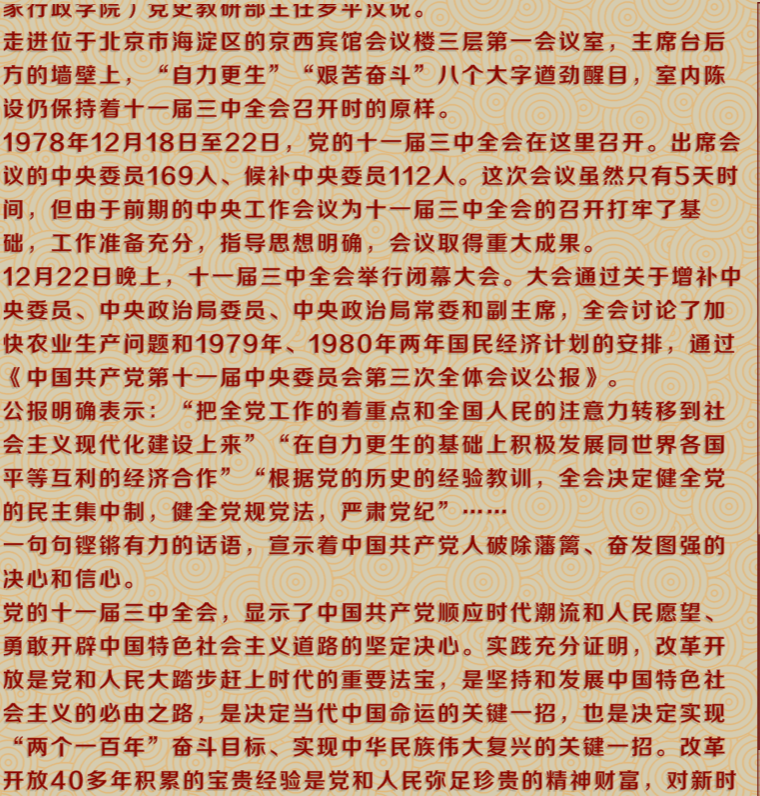 家行政学院）党史教研部主任罗平汉说。
走进位于北京市海淀区的京西宾馆会议楼三层第一会议室，主席台后
方的墙壁上，“自力更生”“艰苦奋斗”八个大字遒劲醒目，室内陈
设仍保持着十一届三中全会召开时的原样。
1978年12月18日至22日，党的十一届三中全会在这里召开。出席会
议的中央委员169人、候补中央委员112人。这次会议虽然只有5天时
间，但由于前期的中央工作会议为十一届三中全会的召开打牢了基
础，工作准备充分，指导思想明确，会议取得重大成果。
12月22日晚上，十一届三中全会举行闭幕大会。大会通过关于增补中
央委员、中央政治局委员、中央政治局常委和副主席，全会讨论了加
快农业生产问题和1979年、1980年两年国民经济计划的安排，通过
《中国共产党第十一届中央委员会第三次全体会议公报》。
公报明确表示：“把全党工作的着重点和全国人民的注意力转移到社
会主义现代化建设上来”“在自力更生的基础上积极发展同世界各国
平等互利的经济合作”“根据党的历史的经验教训，全会决定健全党
的民主集中制，健全党规党法，严肃党纪”……
一句句铿锵有力的话语，宣示着中国共产党人破除藩篱、奋发图强的
决心和信心。
党的十一届三中全会，显示了中国共产党顺应时代潮流和人民愿望、
勇敢开辟中国特色社会主义道路的坚定决心。实践充分证明，改革开
放是党和人民大踏步赶上时代的重要法宝，是坚持和发展中国特色社
会主义的必由之路，是决定当代中国命运的关键一招，也是决定实现
“两个一百年”奋斗目标、实现中华民族伟大复兴的关键一招。改革
开放40多年积累的宝贵经验是党和人民弥足珍贵的精神财富，对新时